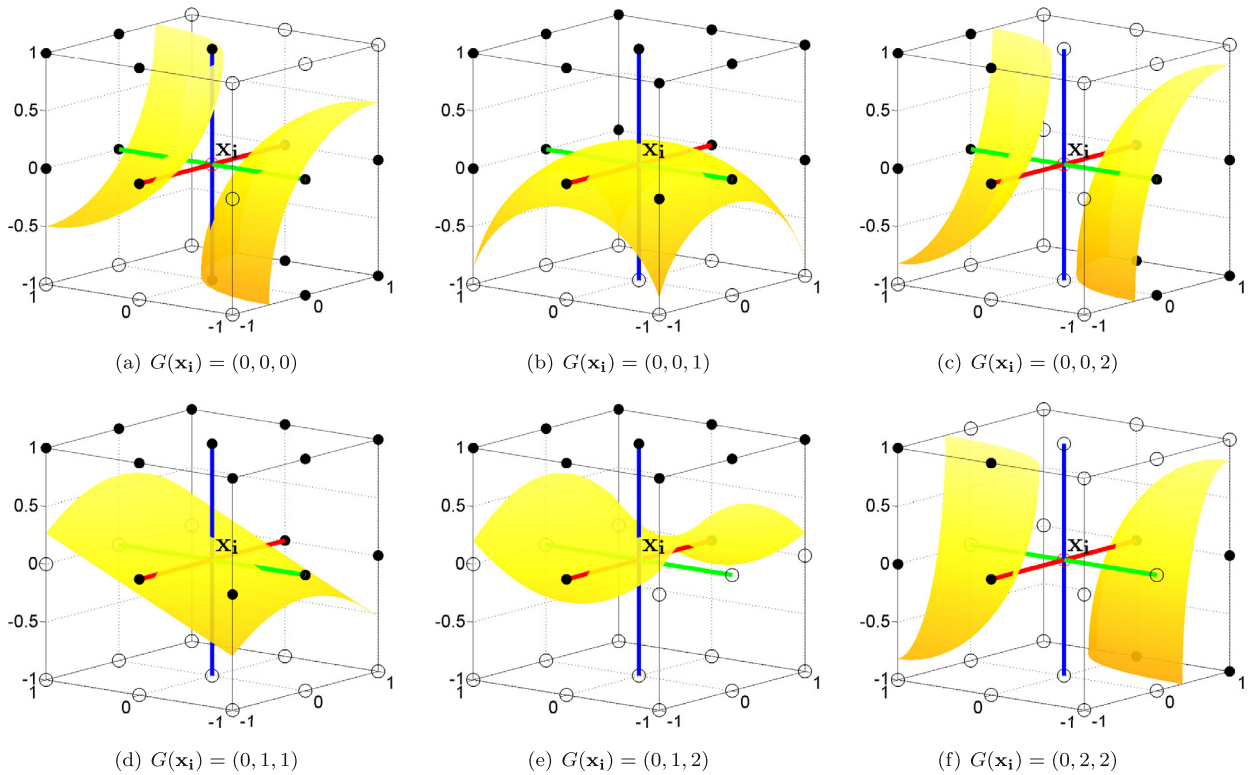 1 1 1
0.5 0.5 0.5
xᵢ xᵢ xᵢ
0 0 0
-0.5 -0.5 -0.5
-1 1 -1 1 -1 1
1 0 -1 -1 0 1 0 -1 -1 0 1 0 -1 -1 0
(a) G(xᵢ) = (0, 0, 0) (b) G(xᵢ) = (0, 0, 1) (c) G(xᵢ) = (0, 0, 2)
1 1 1
0.5 0.5 0.5
xᵢ xᵢ xᵢ
0 0 0
-0.5 -0.5 -0.5
-1 1 -1 1 -1 1
1 0 -1 -1 0 1 0 -1 -1 0 1 0 -1 -1 0
(d) G(xᵢ) = (0, 1, 1) (e) G(xᵢ) = (0, 1, 2) (f) G(xᵢ) = (0, 2, 2)